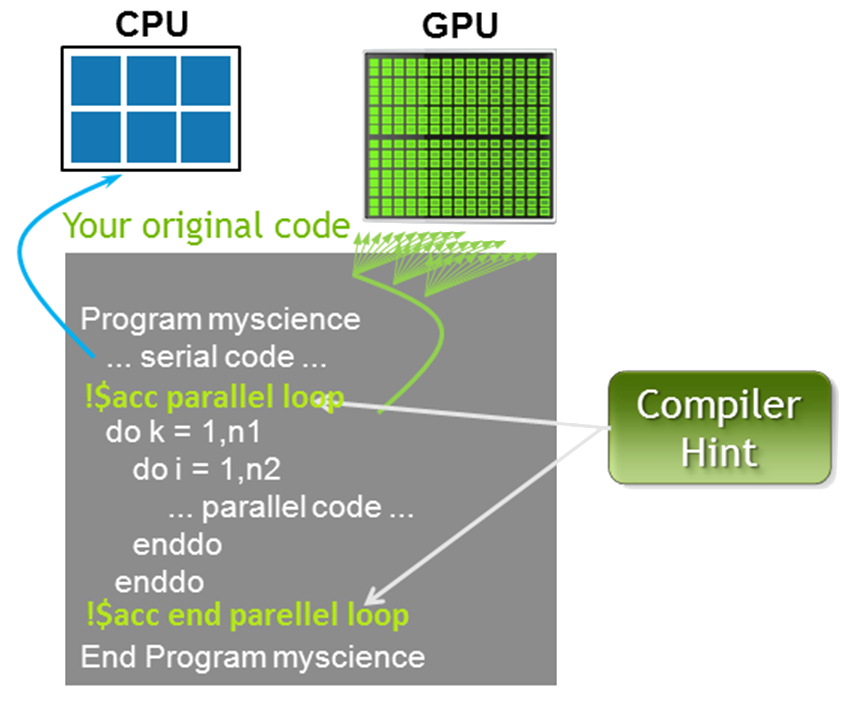 CPU
GPU
Your original code
Program myscience
... serial code ...
!$acc parallel loop
do k = 1,n1
do i = 1,n2
... parallel code ...
enddo
enddo
!$acc end parellel loop
End Program myscience
Compiler
Hint